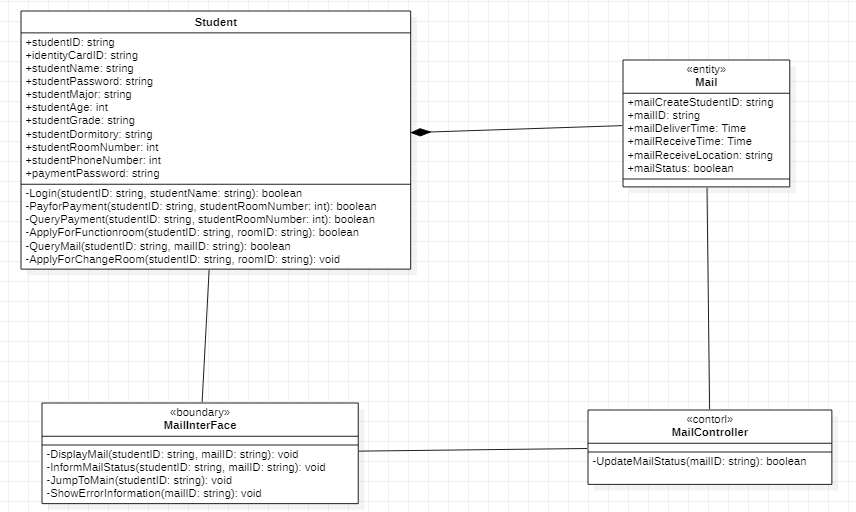 Student
+studentID: string
+identityCardID: string
+studentName: string
+studentPassword: string
+studentMajor: string
+studentAge: int
+studentGrade: string
+studentDormitory: string
+studentRoomNumber: int
+studentPhoneNumber: int
+paymentPassword: string
-Login(studentID: string, studentName: string): boolean
-PayforPayment(studentID: string, studentRoomNumber: int): boolean
-QueryPayment(studentID: string, studentRoomNumber: int): boolean
-ApplyForFunctionroom(studentID: string, roomID: string): boolean
-QueryMail(studentID: string, mailID: string): boolean
-ApplyForChangeRoom(studentID: string, roomID: string): void
«entity»
Mail
+mailCreateStudentID: string
+mailID: string
+mailDeliverTime: Time
+mailReceiveTime: Time
+mailReceiveLocation: string
+mailStatus: boolean
«boundary»
MailInterFace
-DisplayMail(studentID: string, mailID: string): void
-InformMailStatus(studentID: string, mailID: string): void
-JumpToMain(studentID: string): void
-ShowErrorInformation(mailID: string): void
«contorl»
MailController
-UpdateMailStatus(mailID: string): boolean